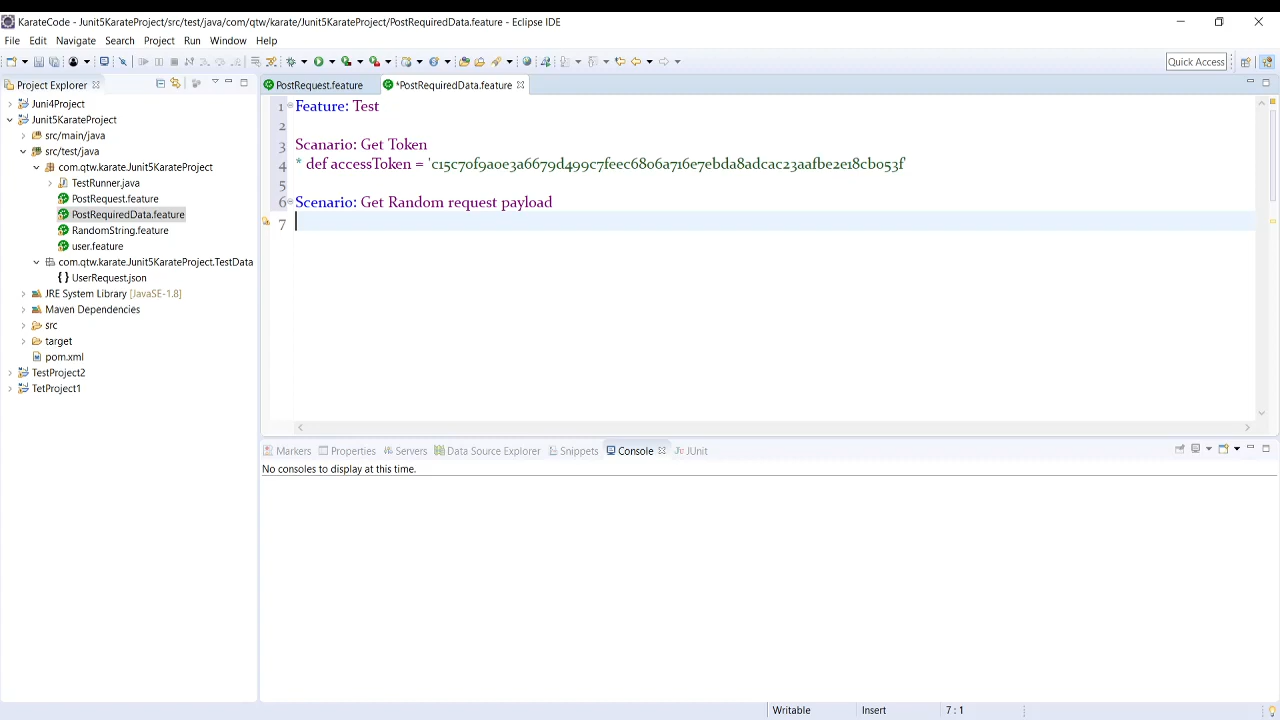 KarateCode - Junit5KarateProject/src/test/java/com/qtw/karate/Junit5KarateProject/PostRequiredData.feature - Eclipse IDE
File Edit Navigate Search Project Run Window Help
Quick Access
Project Explorer
PostRequest.feature
*PostRequiredData.feature
Juni4Project
Junit5KarateProject
src/main/java
src/test/java
com.qtw.karate.Junit5KarateProject
TestRunner.java
PostRequest.feature
PostRequiredData.feature
RandomString.feature
user.feature
com.qtw.karate.Junit5KarateProject.TestData
UserRequest.json
JRE System Library [JavaSE-1.8]
Maven Dependencies
src
target
pom.xml
TestProject2
TetProject1
1 Feature: Test
2
3 Scanario: Get Token
4 * def accessToken = 'c15c70f9a0e3a6679d499c7feec6806a716e7ebda8adcac23aafbe2e18cb053f'
5
6 Scenario: Get Random request payload
7
Markers Properties Servers Data Source Explorer Snippets Console JUnit
No consoles to display at this time.
Writable Insert 7 : 1